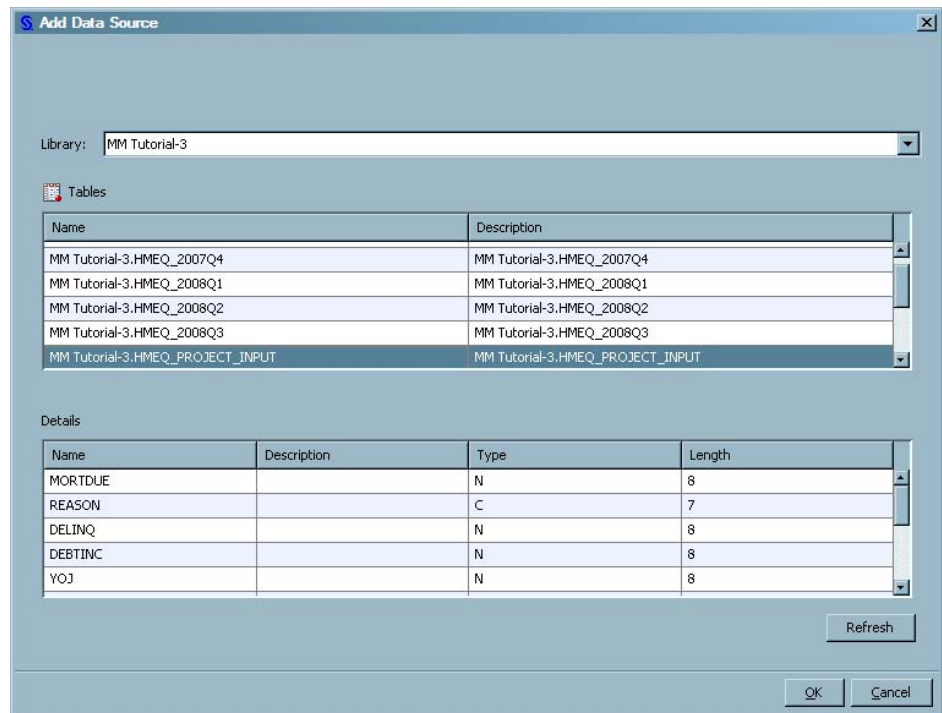 Add Data Source
Library: MM Tutorial-3
Tables
Name Description
MM Tutorial-3.HMEQ_2007Q4 MM Tutorial-3.HMEQ_2007Q4
MM Tutorial-3.HMEQ_2008Q1 MM Tutorial-3.HMEQ_2008Q1
MM Tutorial-3.HMEQ_2008Q2 MM Tutorial-3.HMEQ_2008Q2
MM Tutorial-3.HMEQ_2008Q3 MM Tutorial-3.HMEQ_2008Q3
MM Tutorial-3.HMEQ_PROJECT_INPUT MM Tutorial-3.HMEQ_PROJECT_INPUT
Details
Name Description Type Length
MORTDUE N 8
REASON C 7
DELINQ N 8
DEBTINC N 8
YOJ N 8
Refresh
OK Cancel